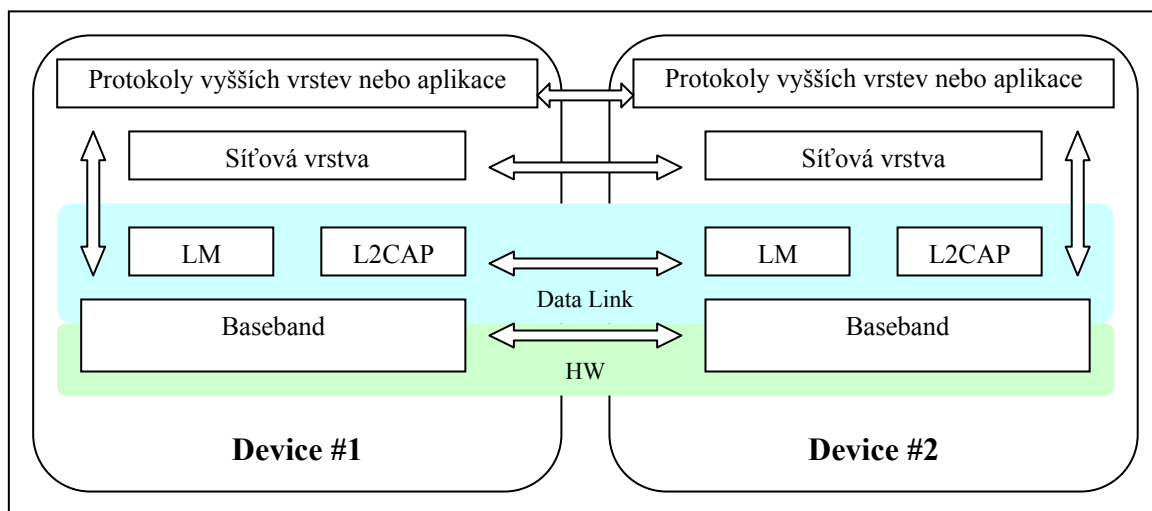 Protokoly vyšších vrstev nebo aplikace
Protokoly vyšších vrstev nebo aplikace
Síťová vrstva
Síťová vrstva
LM
L2CAP
LM
L2CAP
Data Link
Baseband
Baseband
HW
Device #1
Device #2